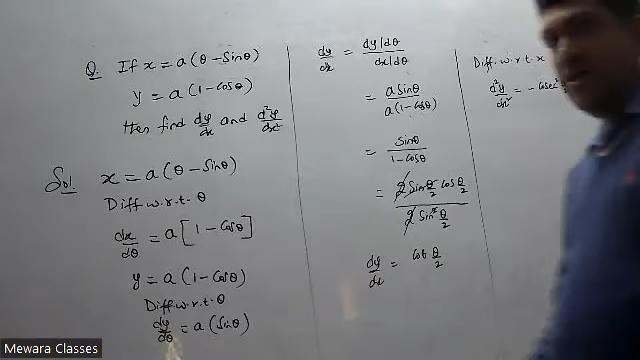 Q. If x = a(θ - Sinθ)
y = a(1 - Cosθ)
then find dy/dx and d²y/dx²
Sol. x = a(θ - Sinθ)
Diff w.r.t. θ
dx/dθ = a[1 - Cosθ]
y = a(1 - Cosθ)
Diff w.r.t. θ
dy/dθ = a(Sinθ)
dy/dx = dy/dθ / dx/dθ
= a Sinθ / a(1 - Cosθ)
= Sinθ / 1 - Cosθ
= 2 Sin θ/2 Cos θ/2 / 2 Sin² θ/2
dy/dx = Cot θ/2
Diff. w.r.t x
d²y/dx² = - Cosec²
Mewara Classes